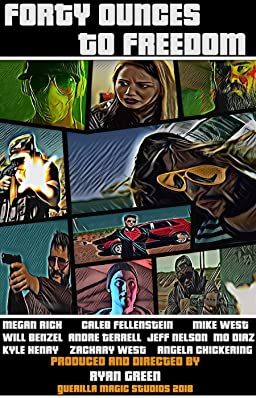 FORTY OUNCES
TO FREEDOM
MEGAN RICH CALEB FELLENSTEIN MIKE WEST
WILL BENZEL ANDRE TERRELL JEFF NELSON MO DIAZ
KYLE HENRY ZACHARY WEST ANGELA CHICKERING
PRODUCED AND DIRECTED BY
RYAN GREEN
GUERILLA MAGIC STUDIOS 2018